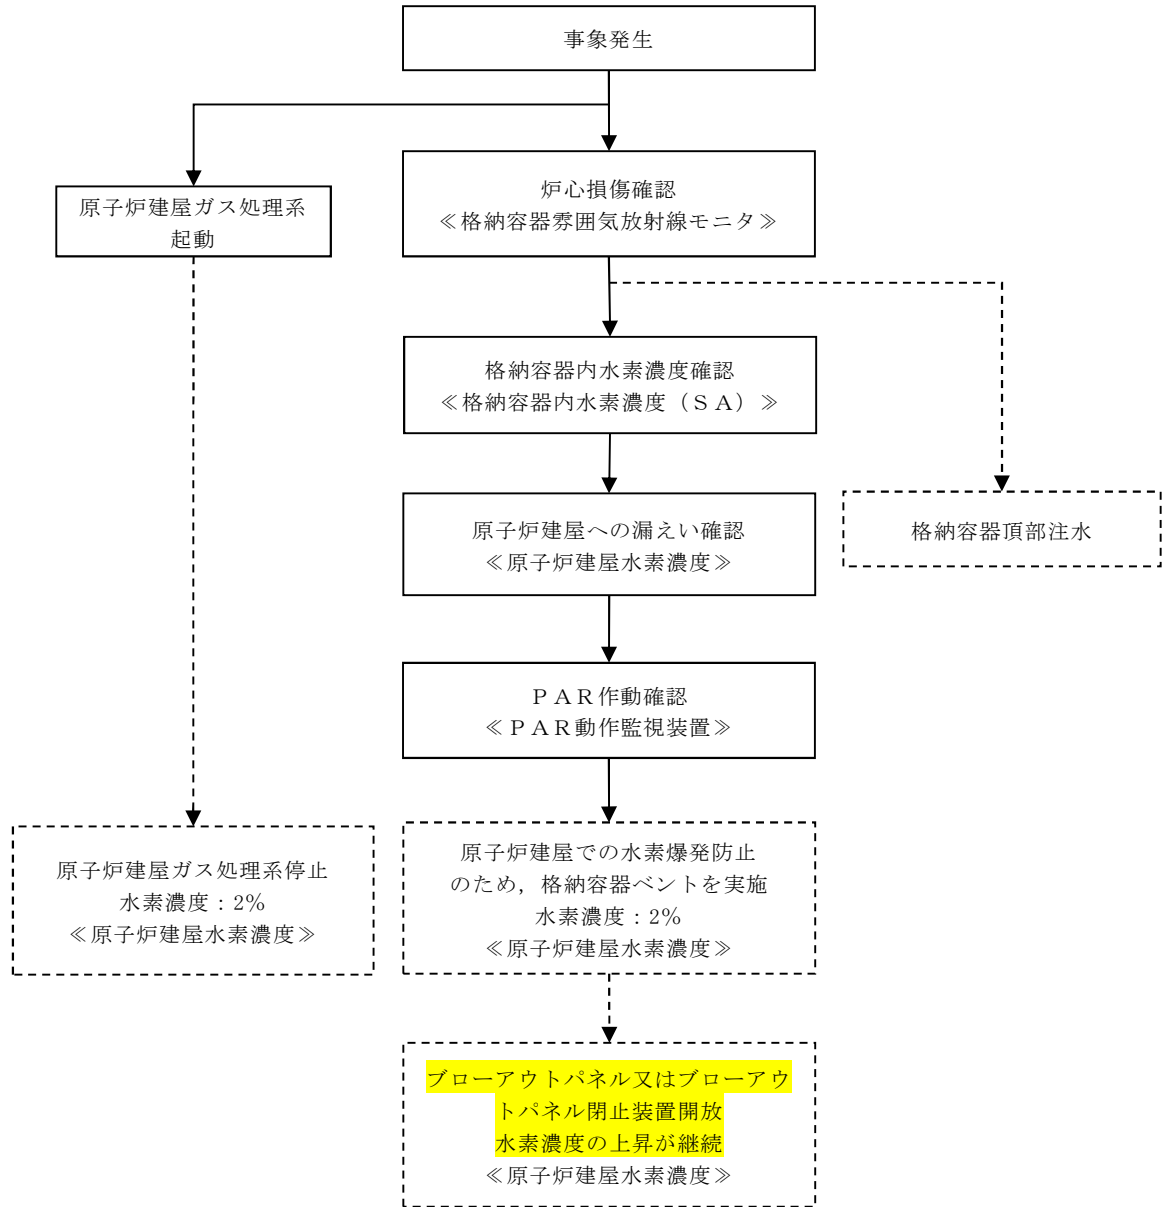 事象発生
炉心損傷確認
≪格納容器雰囲気放射線モニタ≫
原子炉建屋ガス処理系
起動
格納容器内水素濃度確認
≪格納容器内水素濃度（ＳＡ）≫
原子炉建屋への漏えい確認
≪原子炉建屋水素濃度≫
格納容器頂部注水
ＰＡＲ作動確認
≪ＰＡＲ動作監視装置≫
原子炉建屋ガス処理系停止
水素濃度：2%
≪原子炉建屋水素濃度≫
原子炉建屋での水素爆発防止
のため，格納容器ベントを実施
水素濃度：2%
≪原子炉建屋水素濃度≫
ブローアウトパネル又はブローアウ
トパネル閉止装置開放
水素濃度の上昇が継続
≪原子炉建屋水素濃度≫